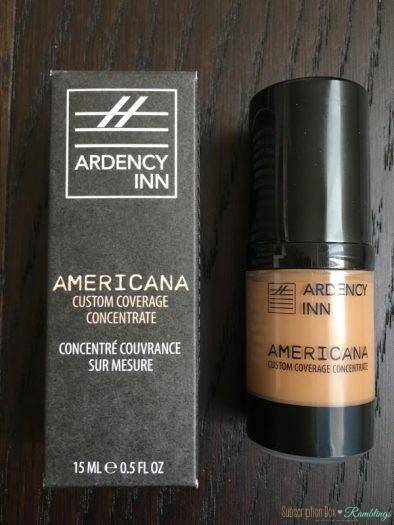 ARDENCY
INN
AMERICANA
CUSTOM COVERAGE
CONCENTRATE
CONCENTRÉ COUVRANCE
SUR MESURE
15 ML ℮ 0.5 FL OZ
ARDENCY
INN
AMERICANA
CUSTOM COVERAGE CONCENTRATE
Subscription Box ♥ Ramblings